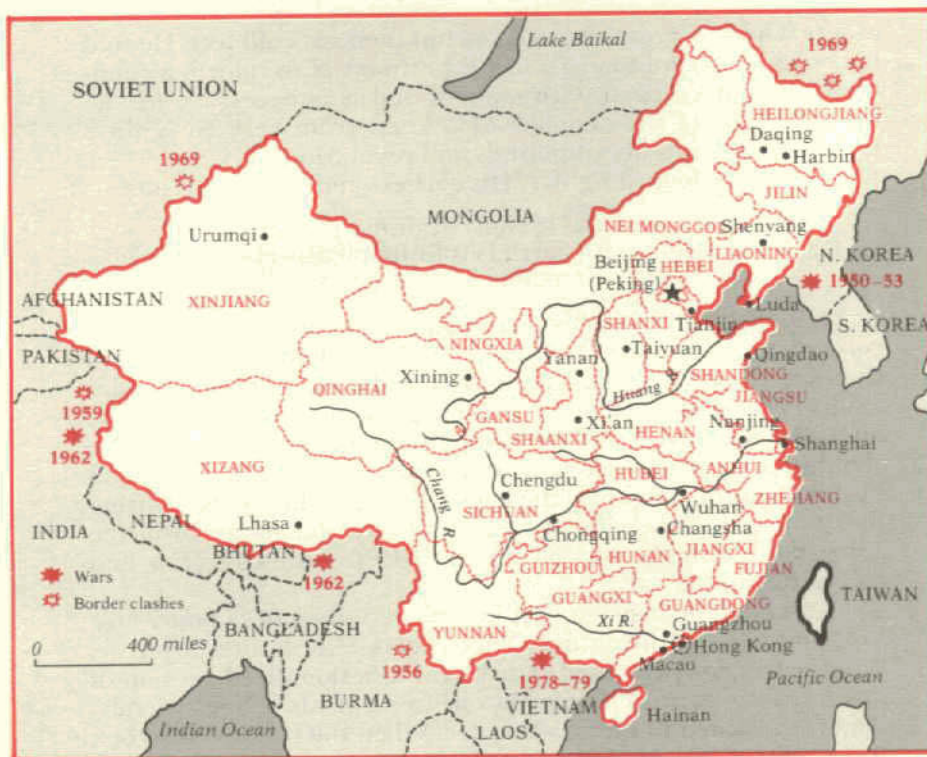 Lake Baikal
1969
SOVIET UNION
HEILONGJIANG
Daqing
Harbin
1969
JILIN
MONGOLIA
NEI MONGGOL
Shenyang
Urumqi
LIAONING
N. KOREA
Beijing
(Peking)
HEBEI
1950–53
AFGHANISTAN
XINJIANG
Luda
SHANXI
Tianjin
S. KOREA
NINGXIA
Yanan
Taiyuan
Qingdao
PAKISTAN
Xining
Huang R.
SHANDONG
QINGHAI
JIANGSU
1959
GANSU
Xi'an
Nanjing
1962
SHAANXI
HENAN
Shanghai
XIZANG
Chengdu
HUBEI
ANHUI
Chang R.
ZHEJIANG
SICHUAN
Wuhan
INDIA
NEPAL
Lhasa
Chongqing
Changsha
BHUTAN
HUNAN
JIANGXI
GUIZHOU
FUJIAN
Wars
1962
TAIWAN
Border clashes
GUANGXI
GUANGDONG
BANGLADESH
Xi R.
Guangzhou
0 400 miles
YUNNAN
Hong Kong
Macao
1956
1978–79
Pacific Ocean
BURMA
VIETNAM
Hainan
Indian Ocean
LAOS